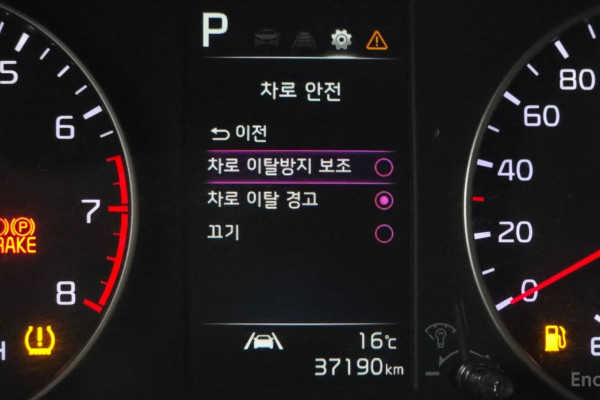 P
차로 안전
이전
차로 이탈방지 보조
차로 이탈 경고
끄기
16℃
37190km
5
6
7
8
(P)
BRAKE
H
80
60
40
20
0
E
Enc